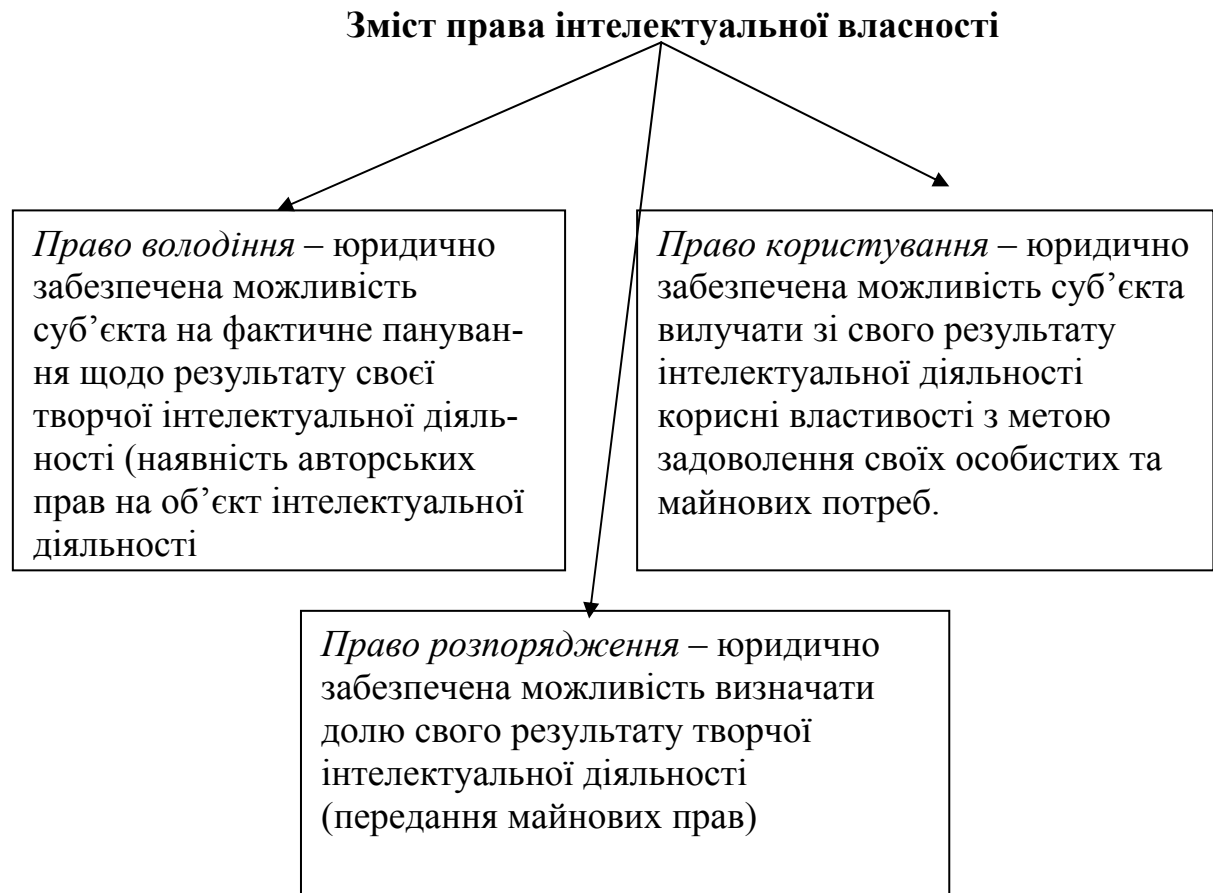 Зміст права інтелектуальної власності
Право володіння – юридично
забезпечена можливість
суб’єкта на фактичне пануван-
ня щодо результату своєї
творчої інтелектуальної діяль-
ності (наявність авторських
прав на об’єкт інтелектуальної
діяльності
Право користування – юридично
забезпечена можливість суб’єкта
вилучати зі свого результату
інтелектуальної діяльності
корисні властивості з метою
задоволення своїх особистих та
майнових потреб.
Право розпорядження – юридично
забезпечена можливість визначати
долю свого результату творчої
інтелектуальної діяльності
(передання майнових прав)